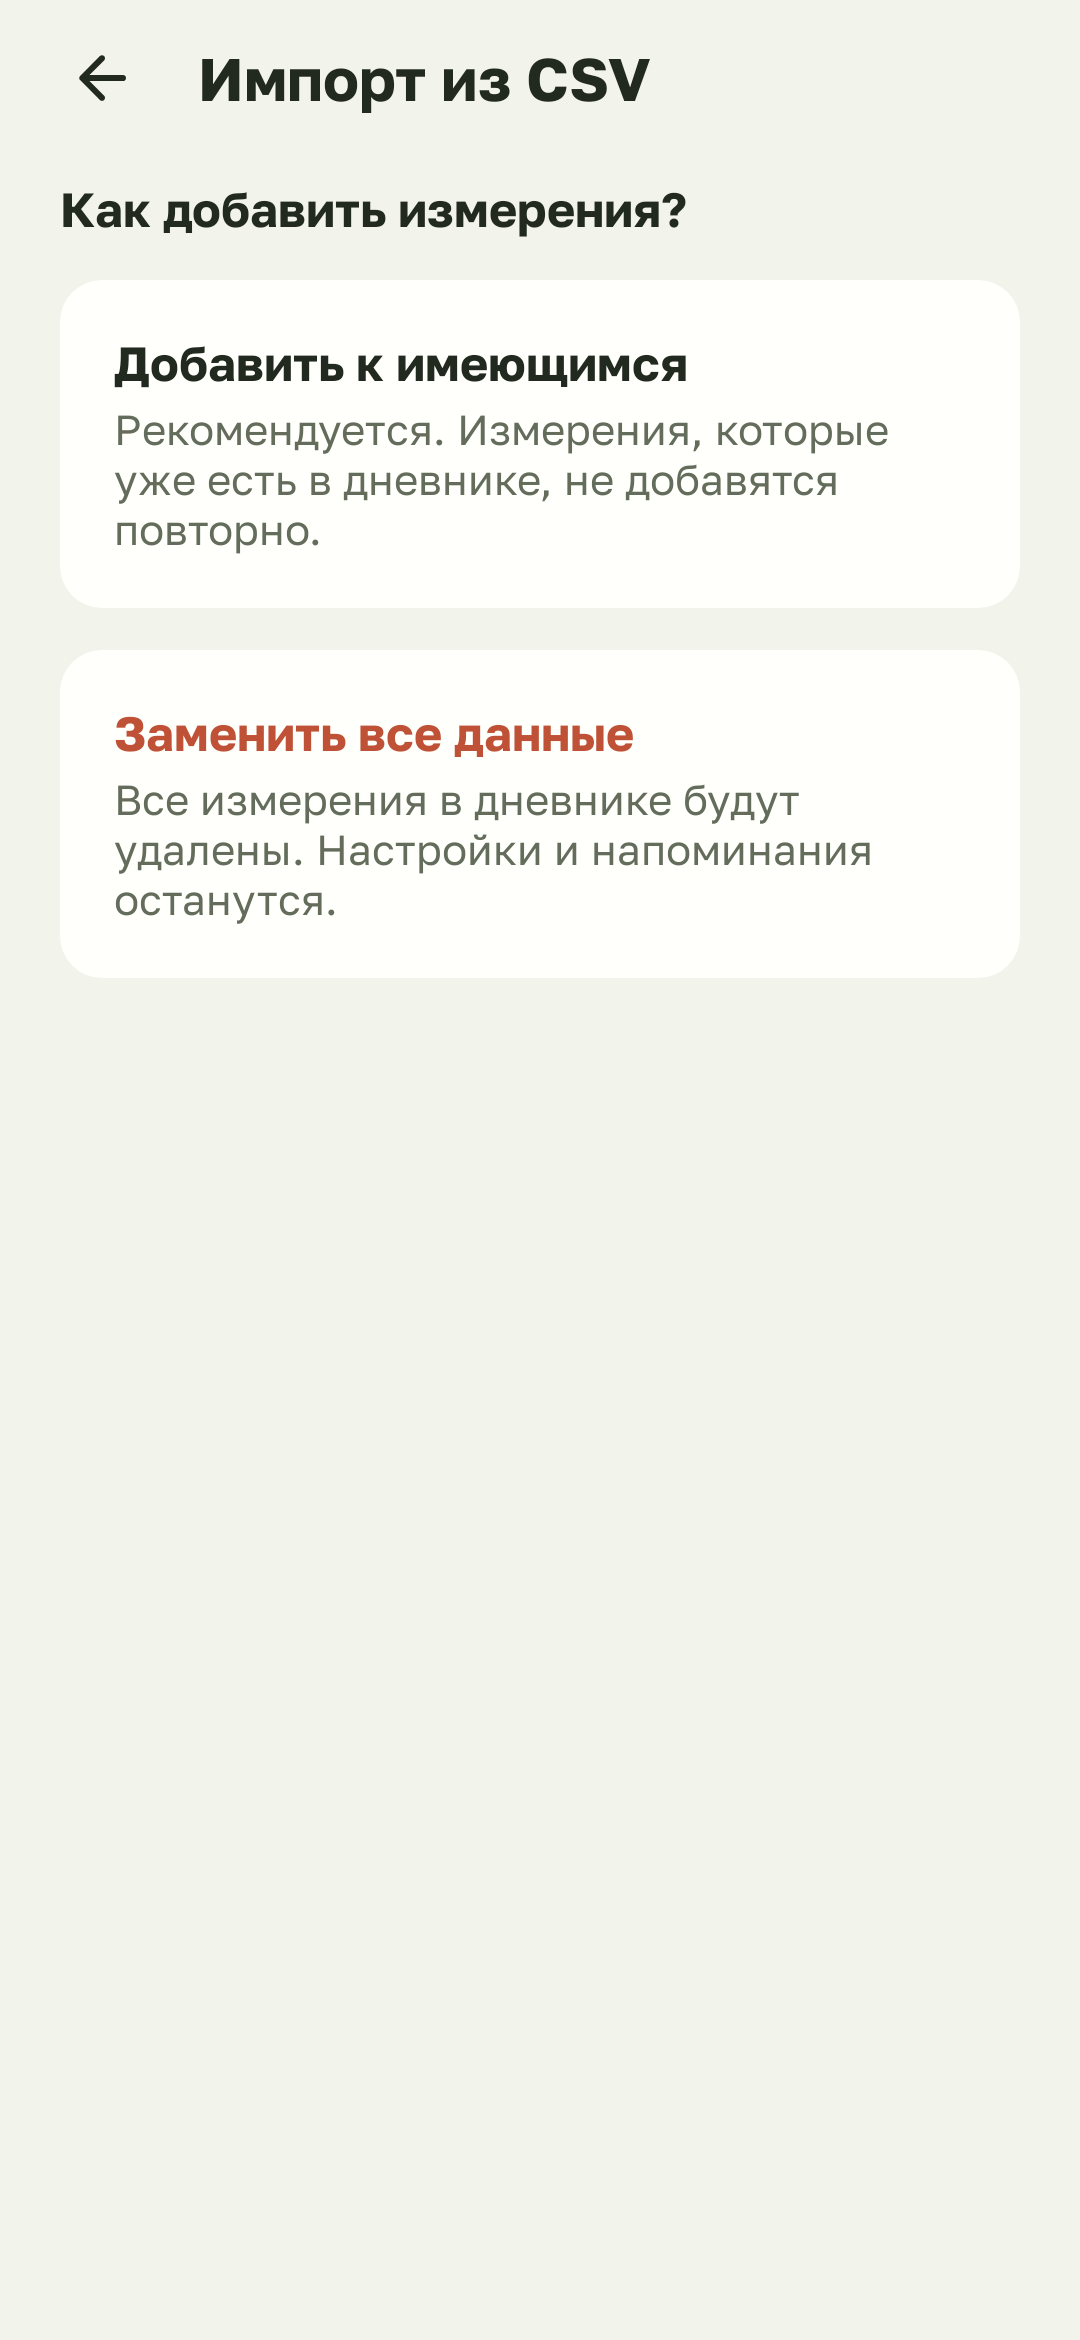 Импорт из CSV
Как добавить измерения?
Добавить к имеющимся
Рекомендуется. Измерения, которые
уже есть в дневнике, не добавятся
повторно.
Заменить все данные
Все измерения в дневнике будут
удалены. Настройки и напоминания
останутся.